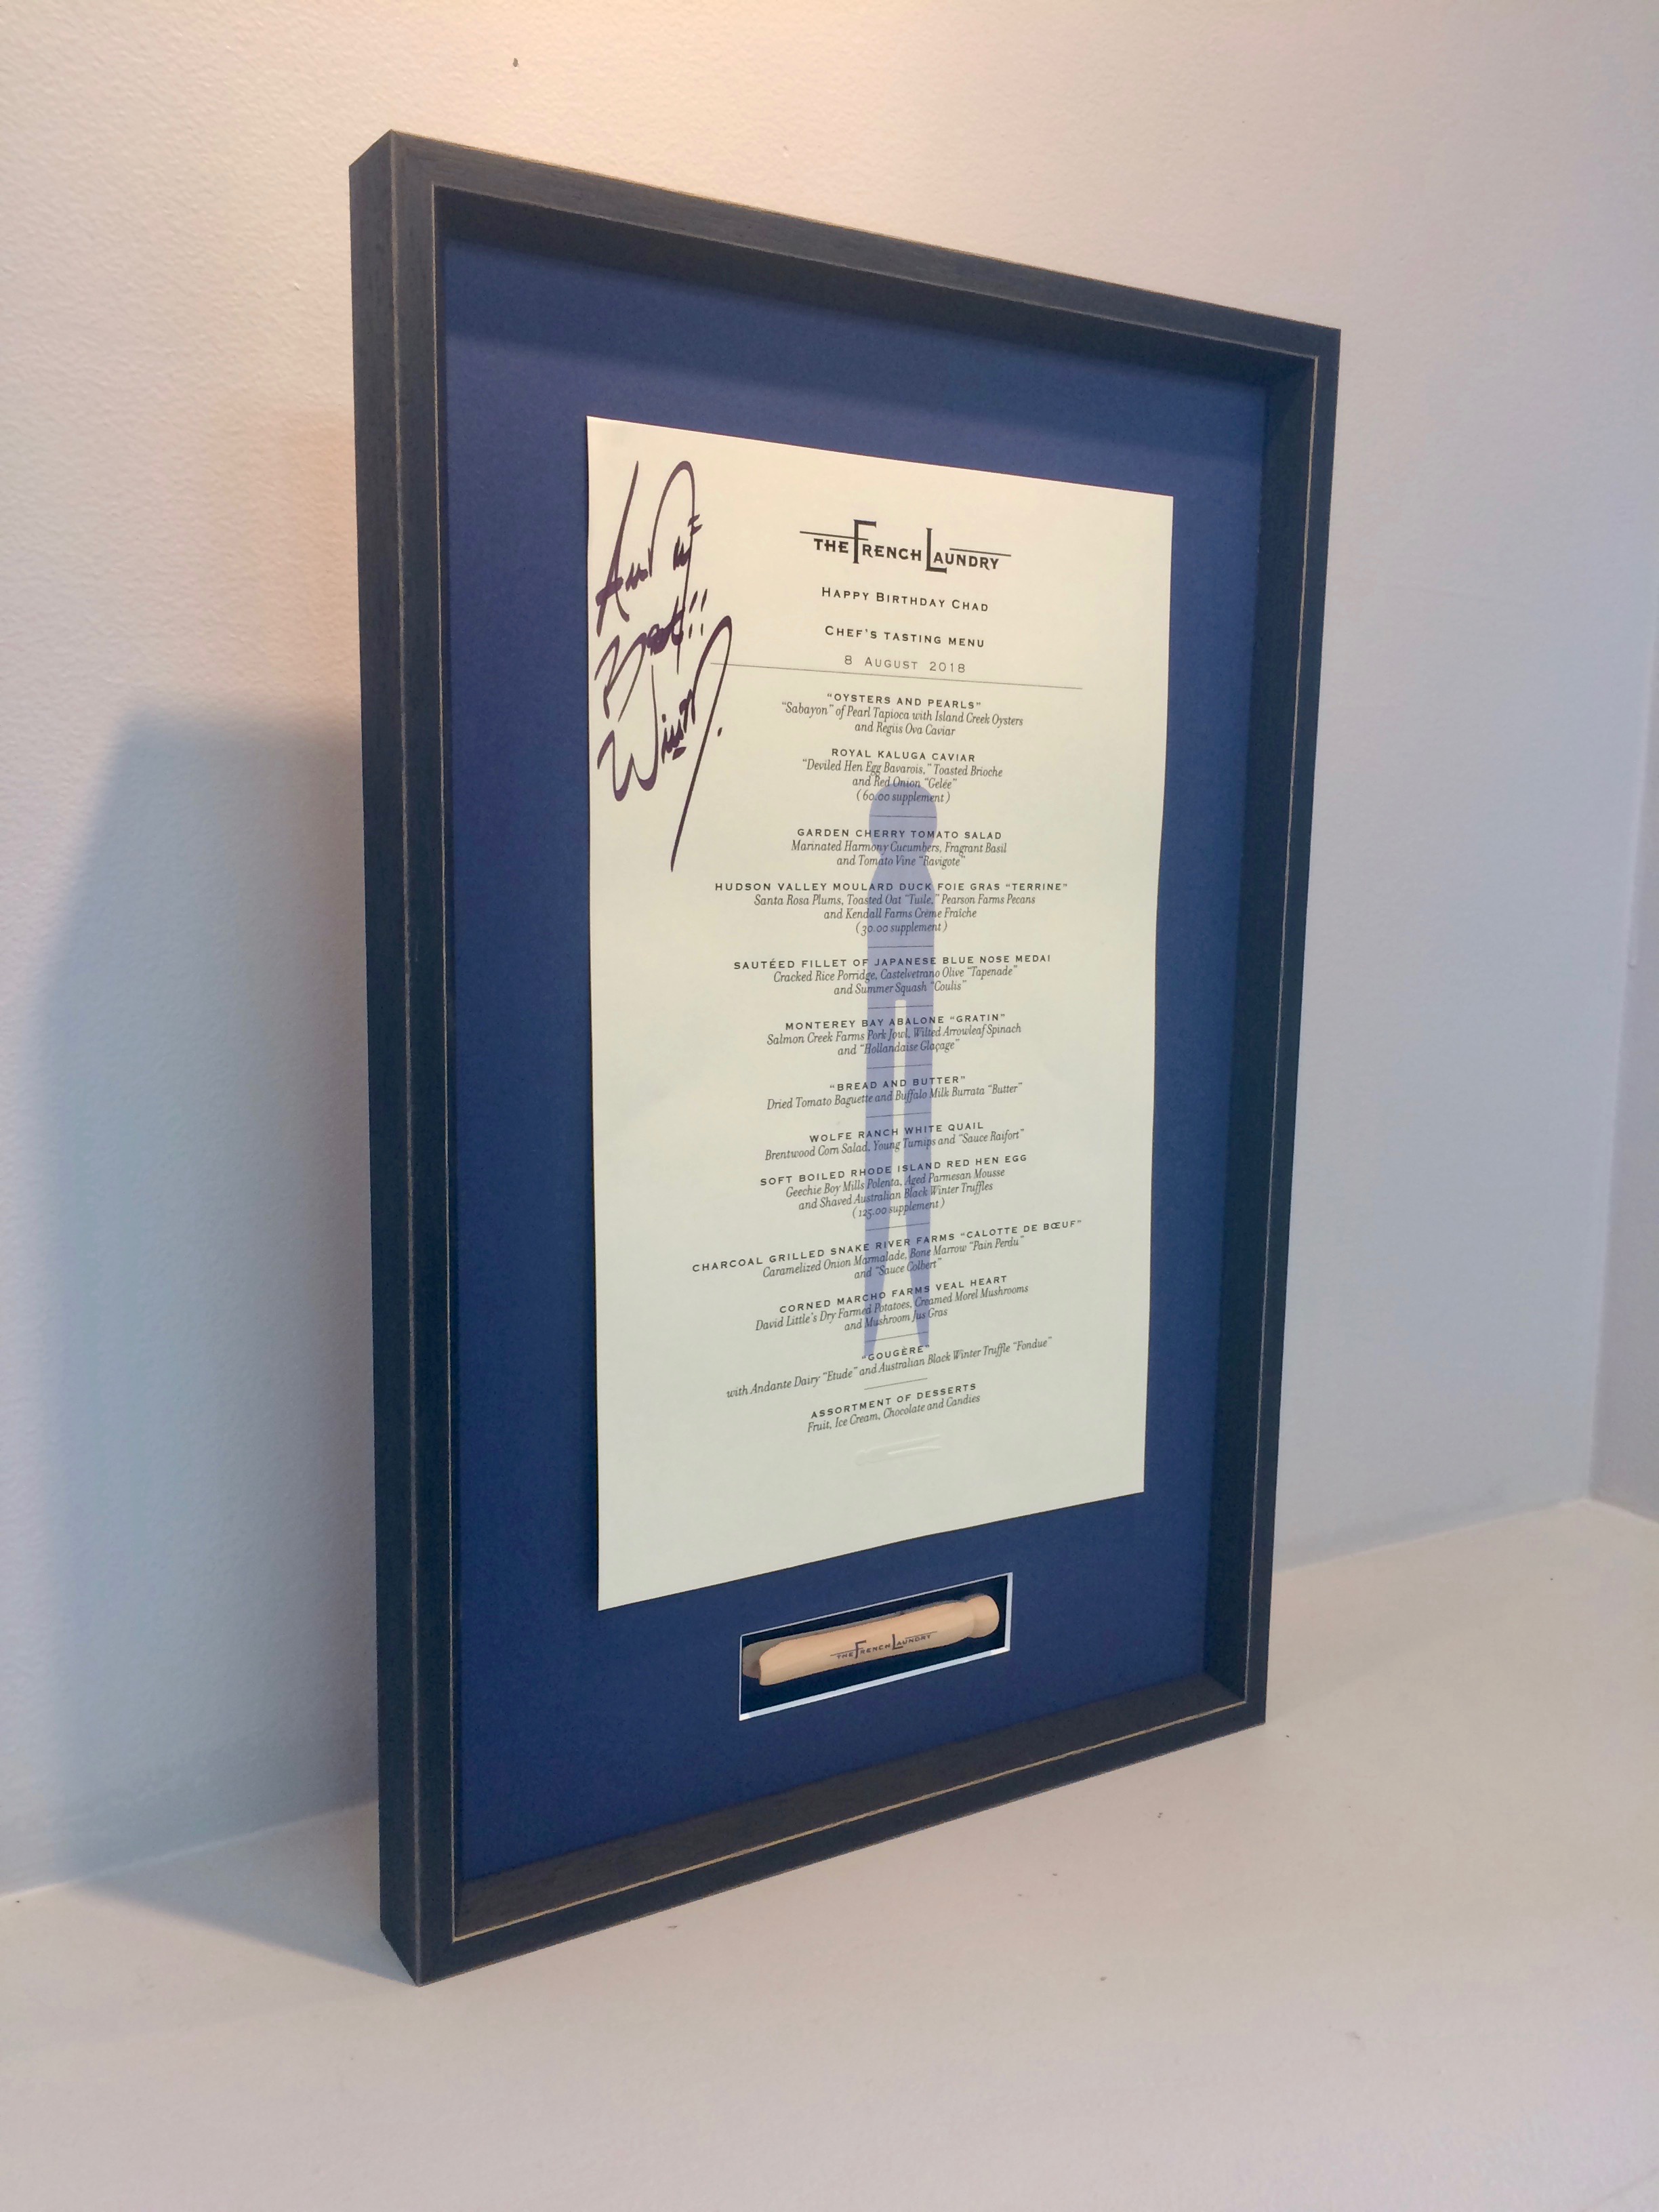 THE FRENCH LAUNDRY
HAPPY BIRTHDAY CHAD
CHEF'S TASTING MENU
8 AUGUST 2018
"OYSTERS AND PEARLS"
"Sabayon" of Pearl Tapioca with Island Creek Oysters
and Regiis Ova Caviar
ROYAL KALUGA CAVIAR
"Deviled Hen Egg Bavarois," Toasted Brioche
and Red Onion "Gelée"
(60.00 supplement)
GARDEN CHERRY TOMATO SALAD
Marinated Harmony Cucumbers, Fragrant Basil
and Tomato Vine "Ravigote"
HUDSON VALLEY MOULARD DUCK FOIE GRAS "TERRINE"
Santa Rosa Plums, Toasted Oat "Tuile," Pearson Farms Pecans
and Kendall Farms Crème Fraîche
(30.00 supplement)
SAUTÉED FILLET OF JAPANESE BLUE NOSE MEDAI
Cracked Rice Porridge, Castelvetrano Olive "Tapenade"
and Summer Squash "Coulis"
MONTEREY BAY ABALONE "GRATIN"
Salmon Creek Farms Pork Jowl, Wilted Arrowleaf Spinach
and "Hollandaise Glaçage"
"BREAD AND BUTTER"
Dried Tomato Baguette and Buffalo Milk Burrata "Butter"
WOLFE RANCH WHITE QUAIL
Brentwood Corn Salad, Young Turnips and "Sauce Raifort"
SOFT BOILED RHODE ISLAND RED HEN EGG
Geechie Boy Mills Polenta, Aged Parmesan Mousse
and Shaved Australian Black Winter Truffles
(125.00 supplement)
CHARCOAL GRILLED SNAKE RIVER FARMS "CALOTTE DE BŒUF"
Caramelized Onion Marmalade, Bone Marrow "Pain Perdu"
and "Sauce Colbert"
CORNED MARCHO FARMS VEAL HEART
David Little's Dry Farmed Potatoes, Creamed Morel Mushrooms
and Mushroom Jus Gras
"GOUGÈRE"
with Andante Dairy "Etude" and Australian Black Winter Truffle "Fondue"
ASSORTMENT OF DESSERTS
Fruit, Ice Cream, Chocolate and Candies
THE FRENCH LAUNDRY